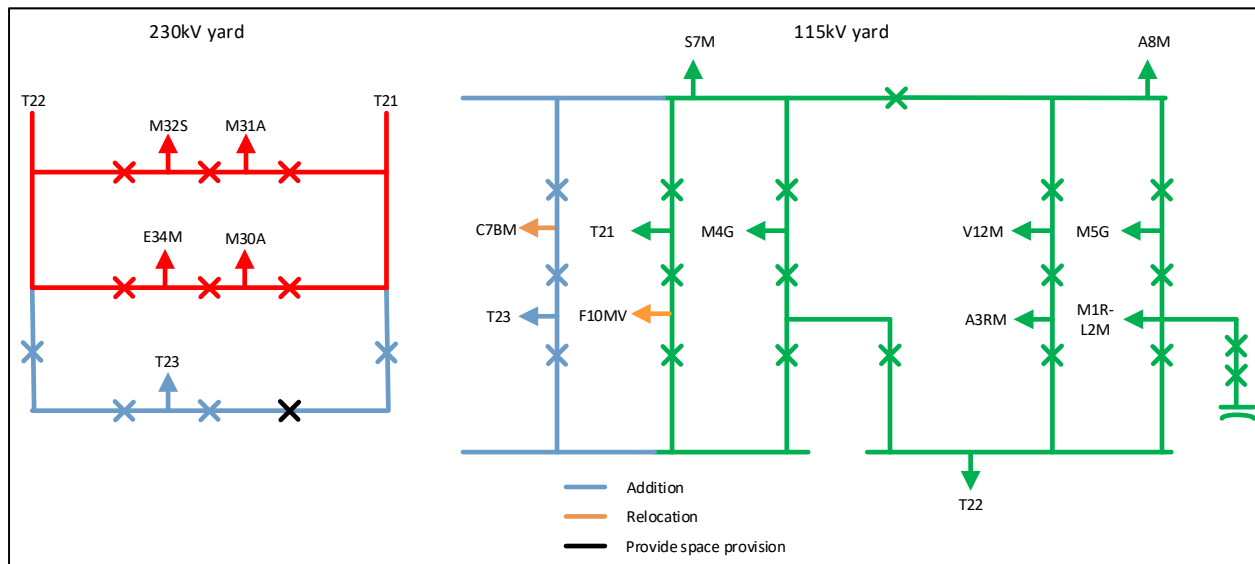 230kV yard
115kV yard
T22
T21
M32S
M31A
E34M
M30A
T23
S7M
A8M
C7BM
T21
M4G
V12M
M5G
T23
F10MV
A3RM
M1R-
L2M
T22
Addition
Relocation
Provide space provision